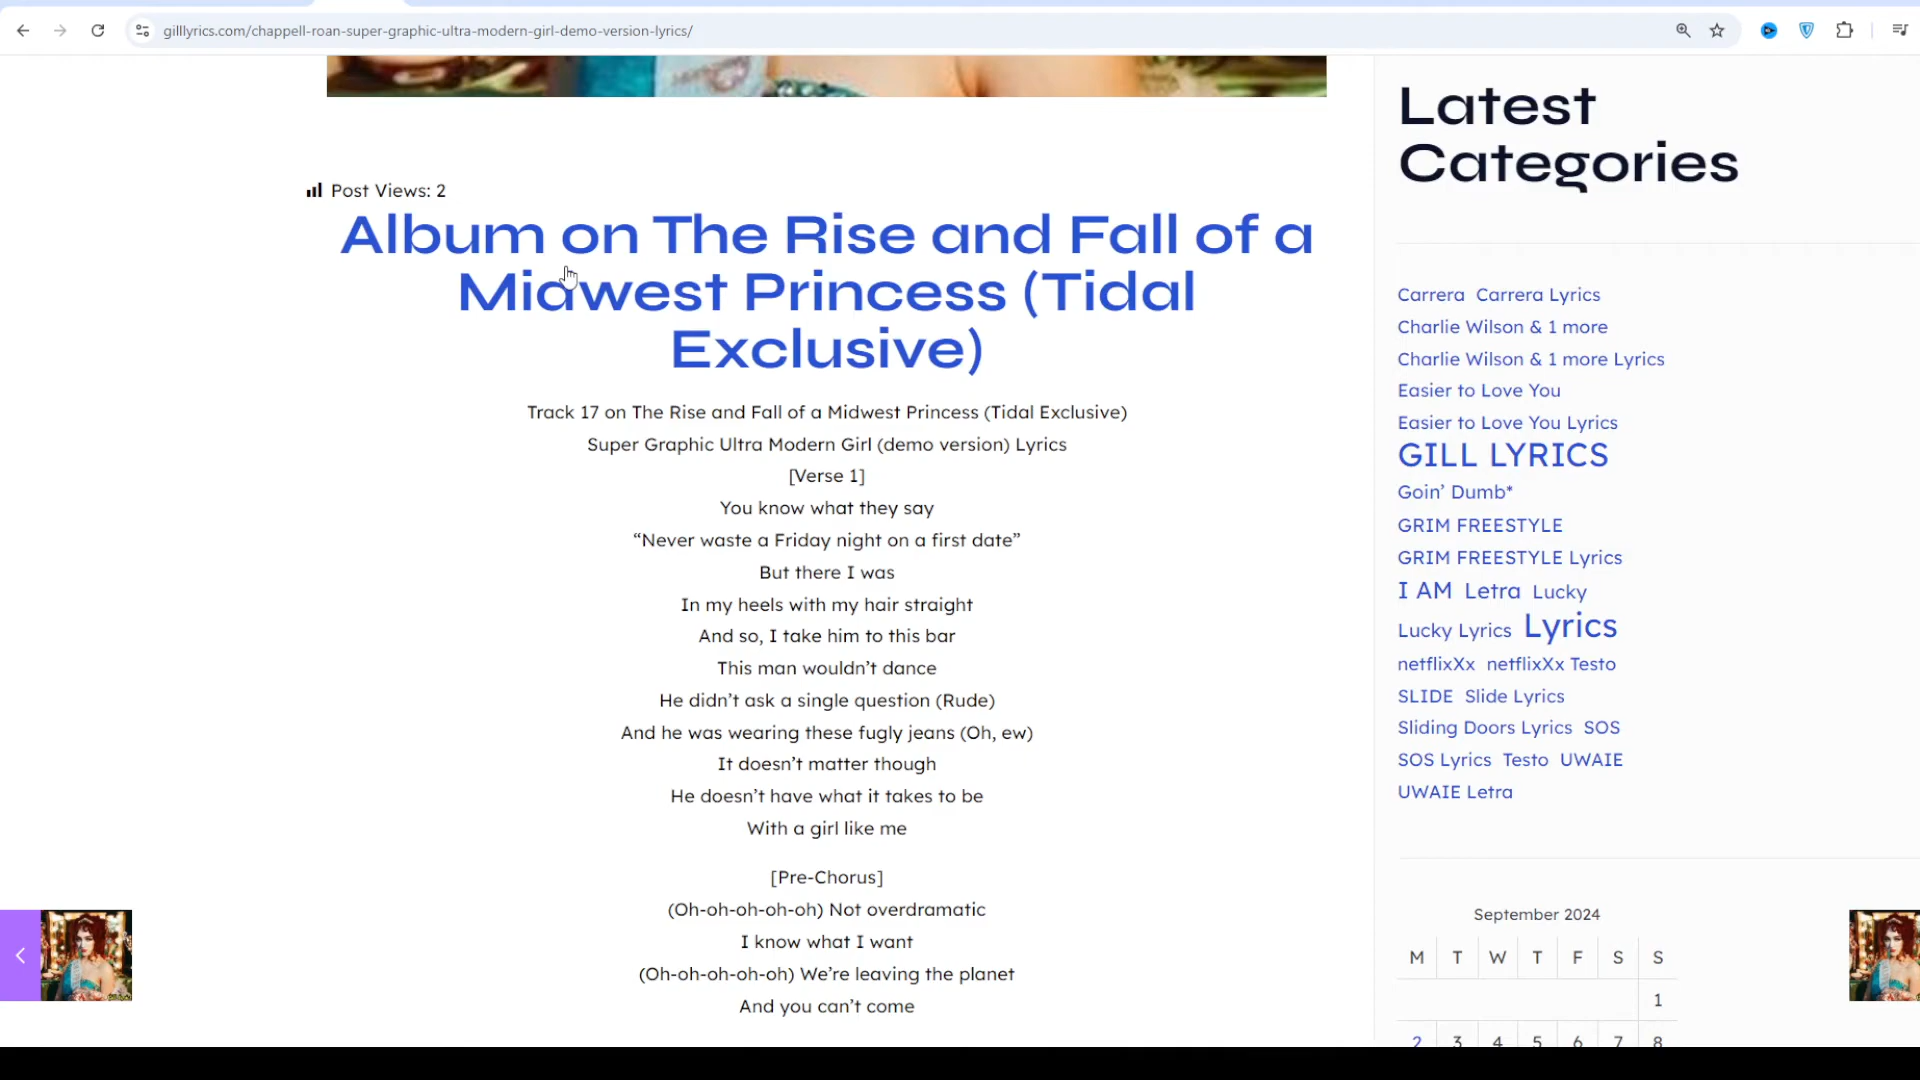 gilllyrics.com/chappell-roan-super-graphic-ultra-modern-girl-demo-version-lyrics/
Post Views: 2
Album on The Rise and Fall of a
Midwest Princess (Tidal
Exclusive)
Track 17 on The Rise and Fall of a Midwest Princess (Tidal Exclusive)
Super Graphic Ultra Modern Girl (demo version) Lyrics
[Verse 1]
You know what they say
“Never waste a Friday night on a first date”
But there I was
In my heels with my hair straight
And so, I take him to this bar
This man wouldn’t dance
He didn’t ask a single question (Rude)
And he was wearing these fugly jeans (Oh, ew)
It doesn’t matter though
He doesn’t have what it takes to be
With a girl like me
[Pre-Chorus]
(Oh-oh-oh-oh-oh) Not overdramatic
I know what I want
(Oh-oh-oh-oh-oh) We’re leaving the planet
And you can’t come
Latest
Categories
Carrera Carrera Lyrics
Charlie Wilson & 1 more
Charlie Wilson & 1 more Lyrics
Easier to Love You
Easier to Love You Lyrics
GILL LYRICS
Goin’ Dumb*
GRIM FREESTYLE
GRIM FREESTYLE Lyrics
I AM Letra Lucky
Lucky Lyrics Lyrics
netflixXx netflixXx Testo
SLIDE Slide Lyrics
Sliding Doors Lyrics SOS
SOS Lyrics Testo UWAIE
UWAIE Letra
September 2024
M T W T F S S
1
2 3 4 5 6 7 8